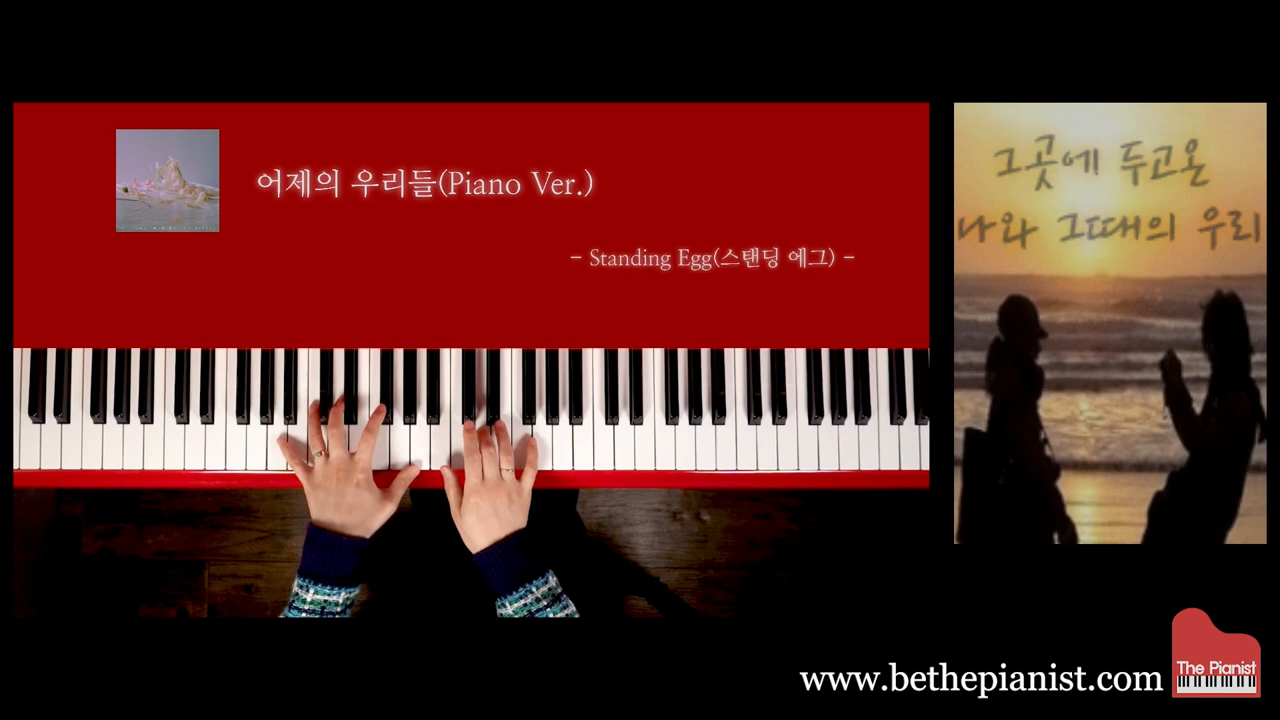 어제의 우리들(Piano Ver.)
- Standing Egg(스탠딩 에그) -
그곳에 두고온
나와 그때의 우리
www.bethepianist.com
The Pianist